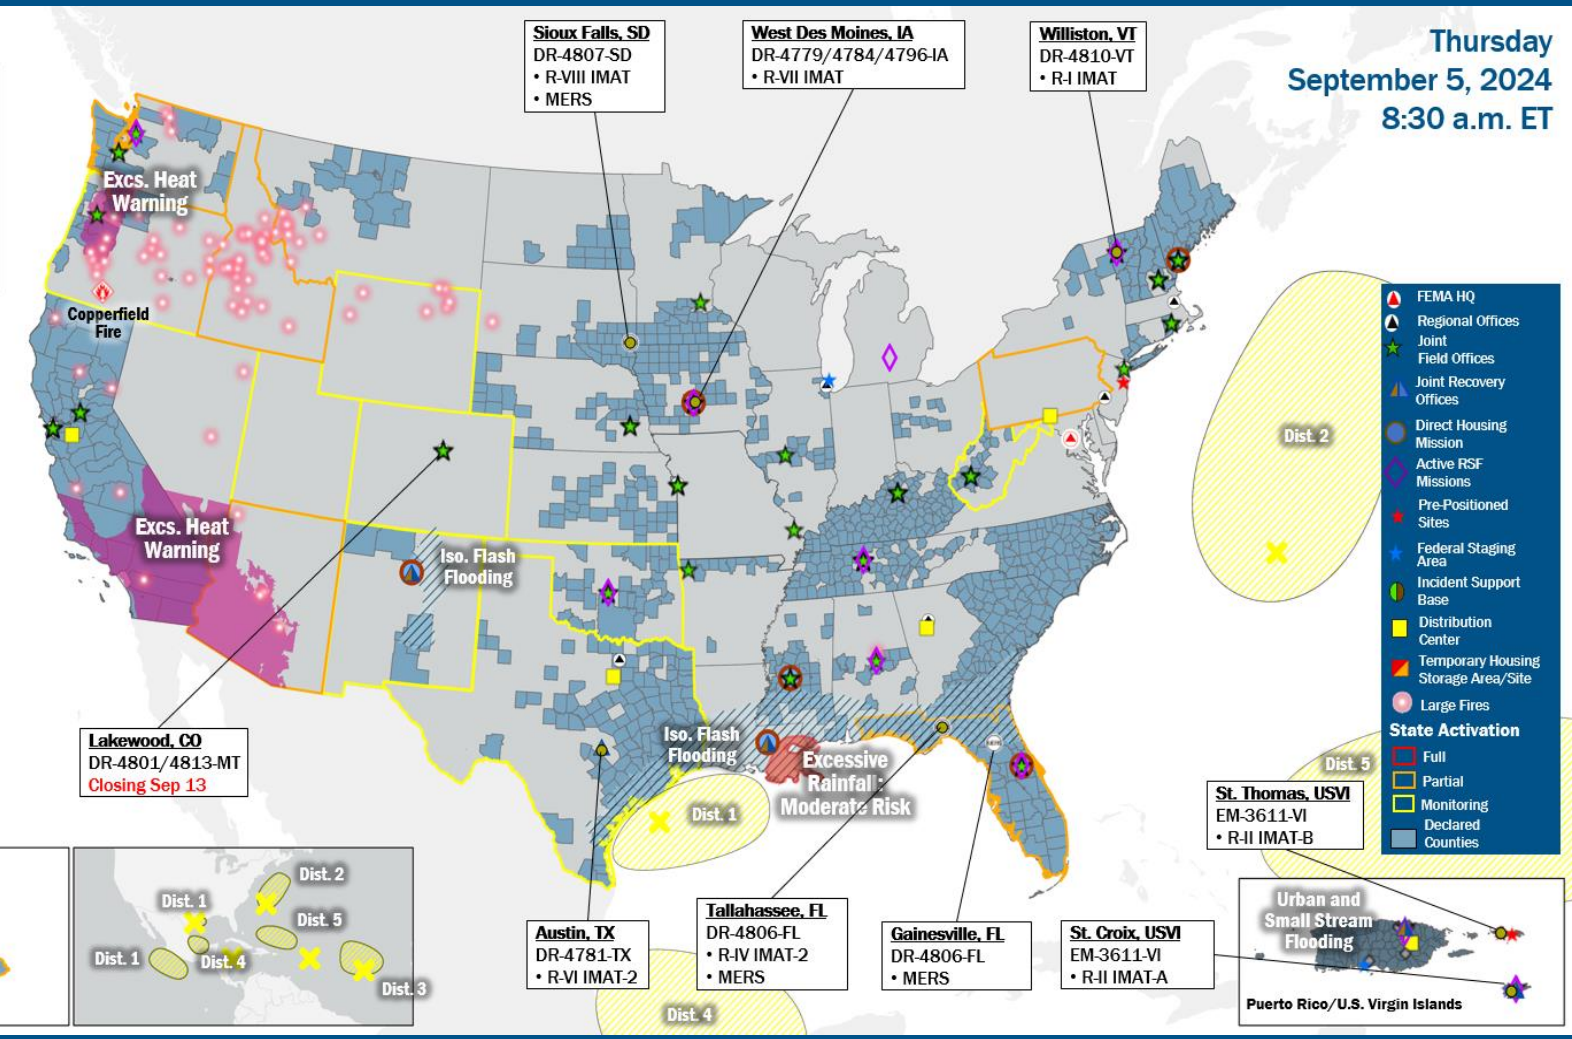 Thursday
September 5, 2024
8:30 a.m. ET
Sioux Falls, SD
DR-4807-SD
• R-VIII IMAT
• MERS
West Des Moines, IA
DR-4779/4784/4796-IA
• R-VII IMAT
Williston, VT
DR-4810-VT
• R-I IMAT
Excs. Heat
Warning
Copperfield
Fire
Excs. Heat
Warning
Iso. Flash
Flooding
Dist. 2
FEMA HQ
Regional Offices
Joint
Field Offices
Joint Recovery
Offices
Direct Housing
Mission
Active RSF
Missions
Pre-Positioned
Sites
Federal Staging
Area
Incident Support
Base
Distribution
Center
Temporary Housing
Storage Area/Site
Large Fires
State Activation
Full
Partial
Monitoring
Declared
Counties
Lakewood, CO
DR-4801/4813-MT
Closing Sep 13
Iso. Flash
Flooding
Excessive
Rainfall:
Moderate Risk
Dist. 1
MERS
Dist. 5
St. Thomas, USVI
EM-3611-VI
• R-II IMAT-B
Dist. 2
Dist. 1
Dist. 5
Dist. 1
Dist. 4
Dist. 3
Austin, TX
DR-4781-TX
• R-VI IMAT-2
Tallahassee, FL
DR-4806-FL
• R-IV IMAT-2
• MERS
Gainesville, FL
DR-4806-FL
• MERS
St. Croix, USVI
EM-3611-VI
• R-II IMAT-A
Dist. 4
Urban and
Small Stream
Flooding
Puerto Rico/U.S. Virgin Islands